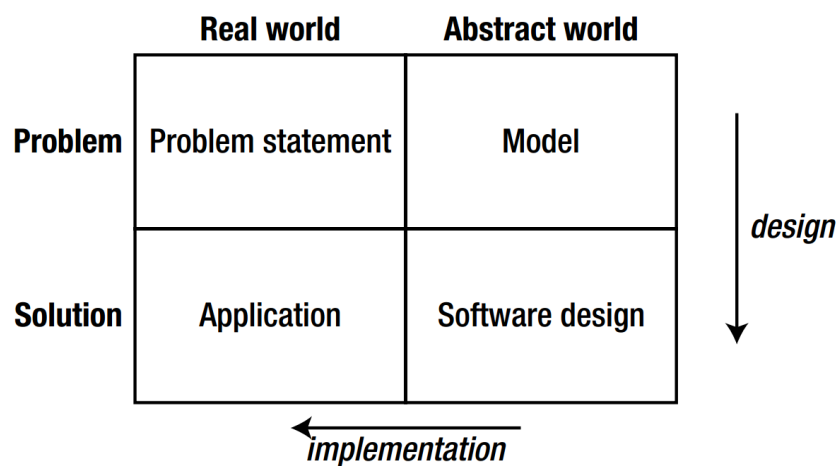 Real world Abstract world
Problem Problem statement Model
design
Solution Application Software design
implementation